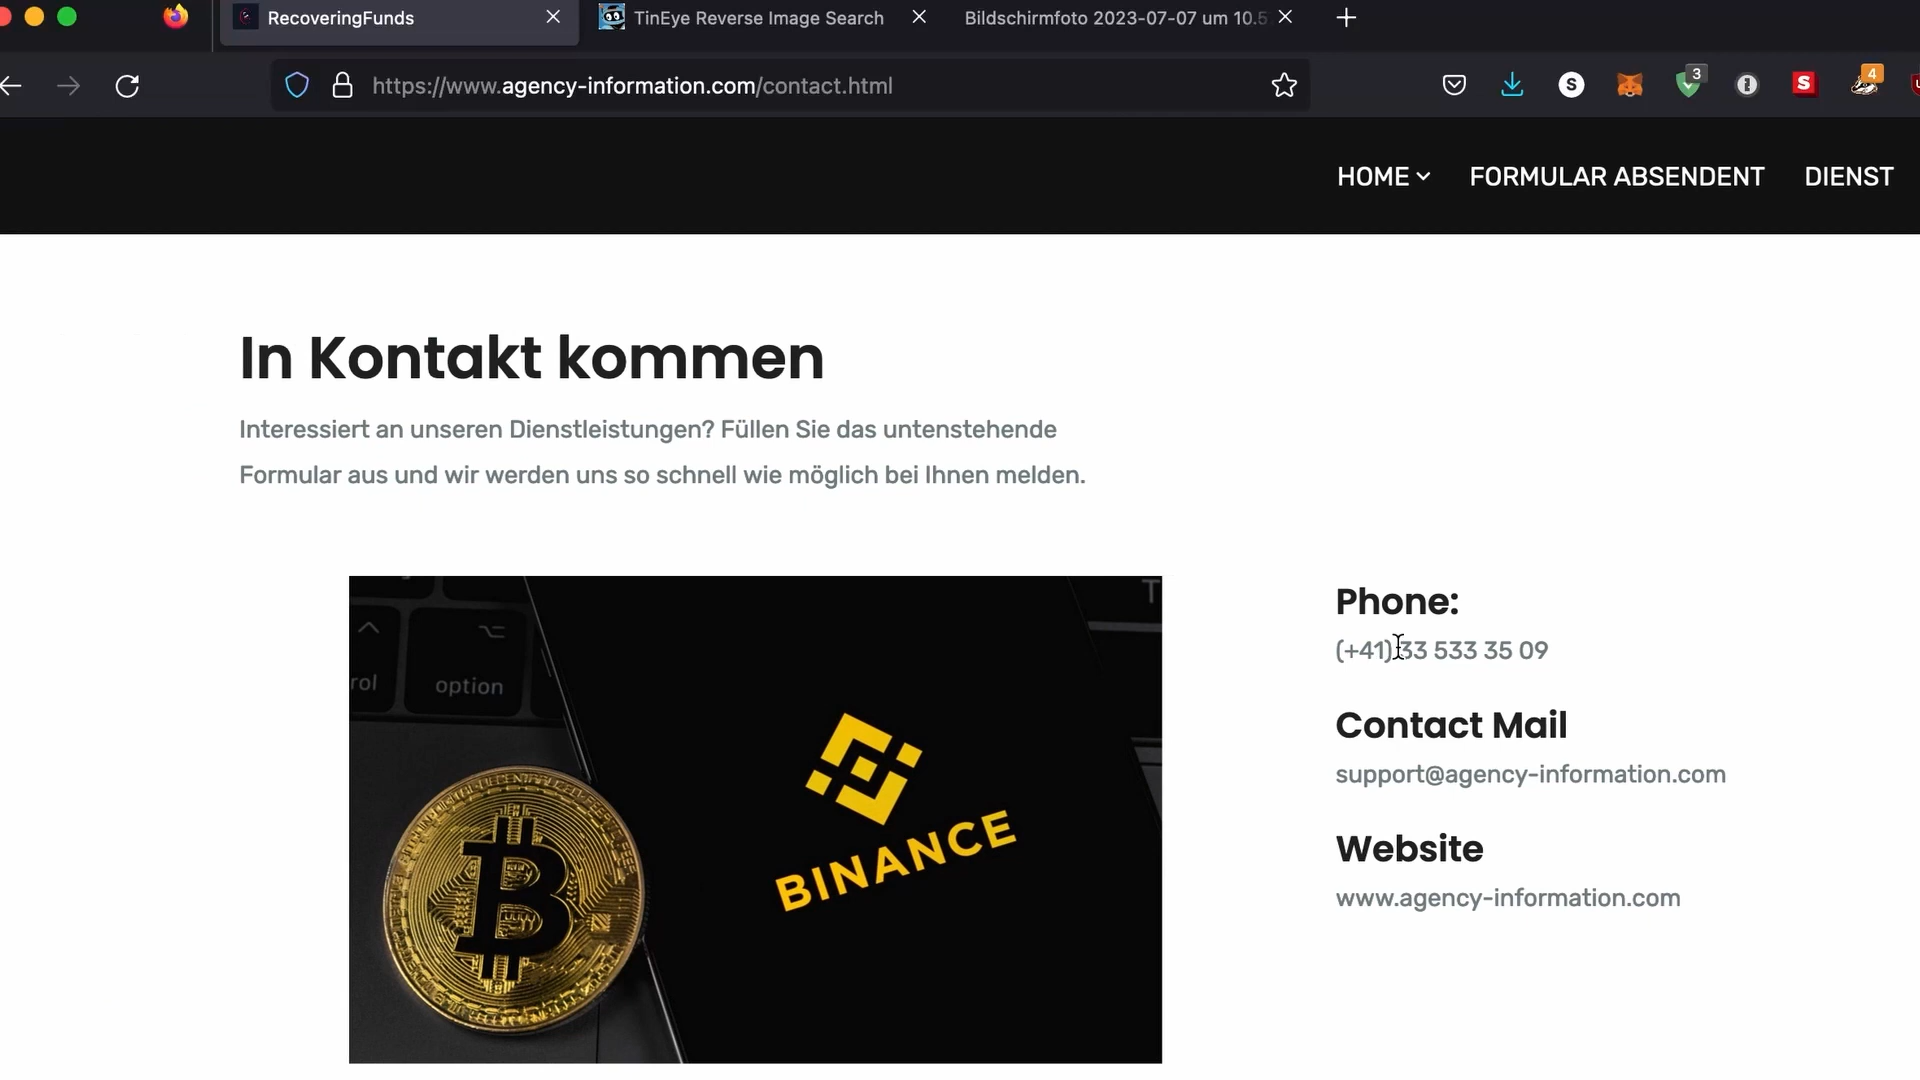 RecoveringFunds
TinEye Reverse Image Search
Bildschirmfoto 2023-07-07 um 10.5
https://www.agency-information.com/contact.html
S
3
S
4
HOME
FORMULAR ABSENDENT
DIENST
In Kontakt kommen
Interessiert an unseren Dienstleistungen? Füllen Sie das untenstehende
Formular aus und wir werden uns so schnell wie möglich bei Ihnen melden.
rol
option
BINANCE
Phone:
(+41) 33 533 35 09
Contact Mail
support@agency-information.com
Website
www.agency-information.com